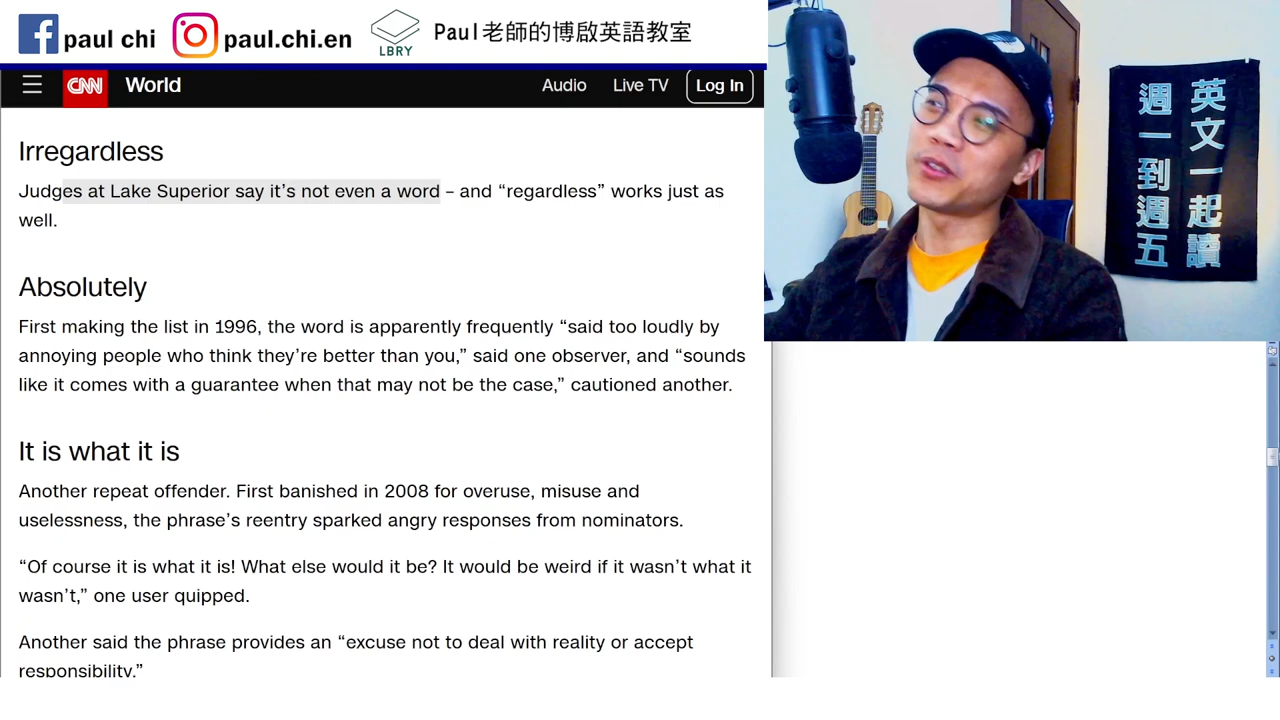 paul chi
paul.chi.en
LBRY
Paul老師的博啟英語教室
CNN
World
Audio
Live TV
Log In
Irregardless
Judges at Lake Superior say it’s not even a word – and “regardless” works just as
well.
Absolutely
First making the list in 1996, the word is apparently frequently “said too loudly by
annoying people who think they’re better than you,” said one observer, and “sounds
like it comes with a guarantee when that may not be the case,” cautioned another.
It is what it is
Another repeat offender. First banished in 2008 for overuse, misuse and
uselessness, the phrase’s reentry sparked angry responses from nominators.
“Of course it is what it is! What else would it be? It would be weird if it wasn’t what it
wasn’t,” one user quipped.
Another said the phrase provides an “excuse not to deal with reality or accept
responsibility.”
英文一起讀
週一到週五